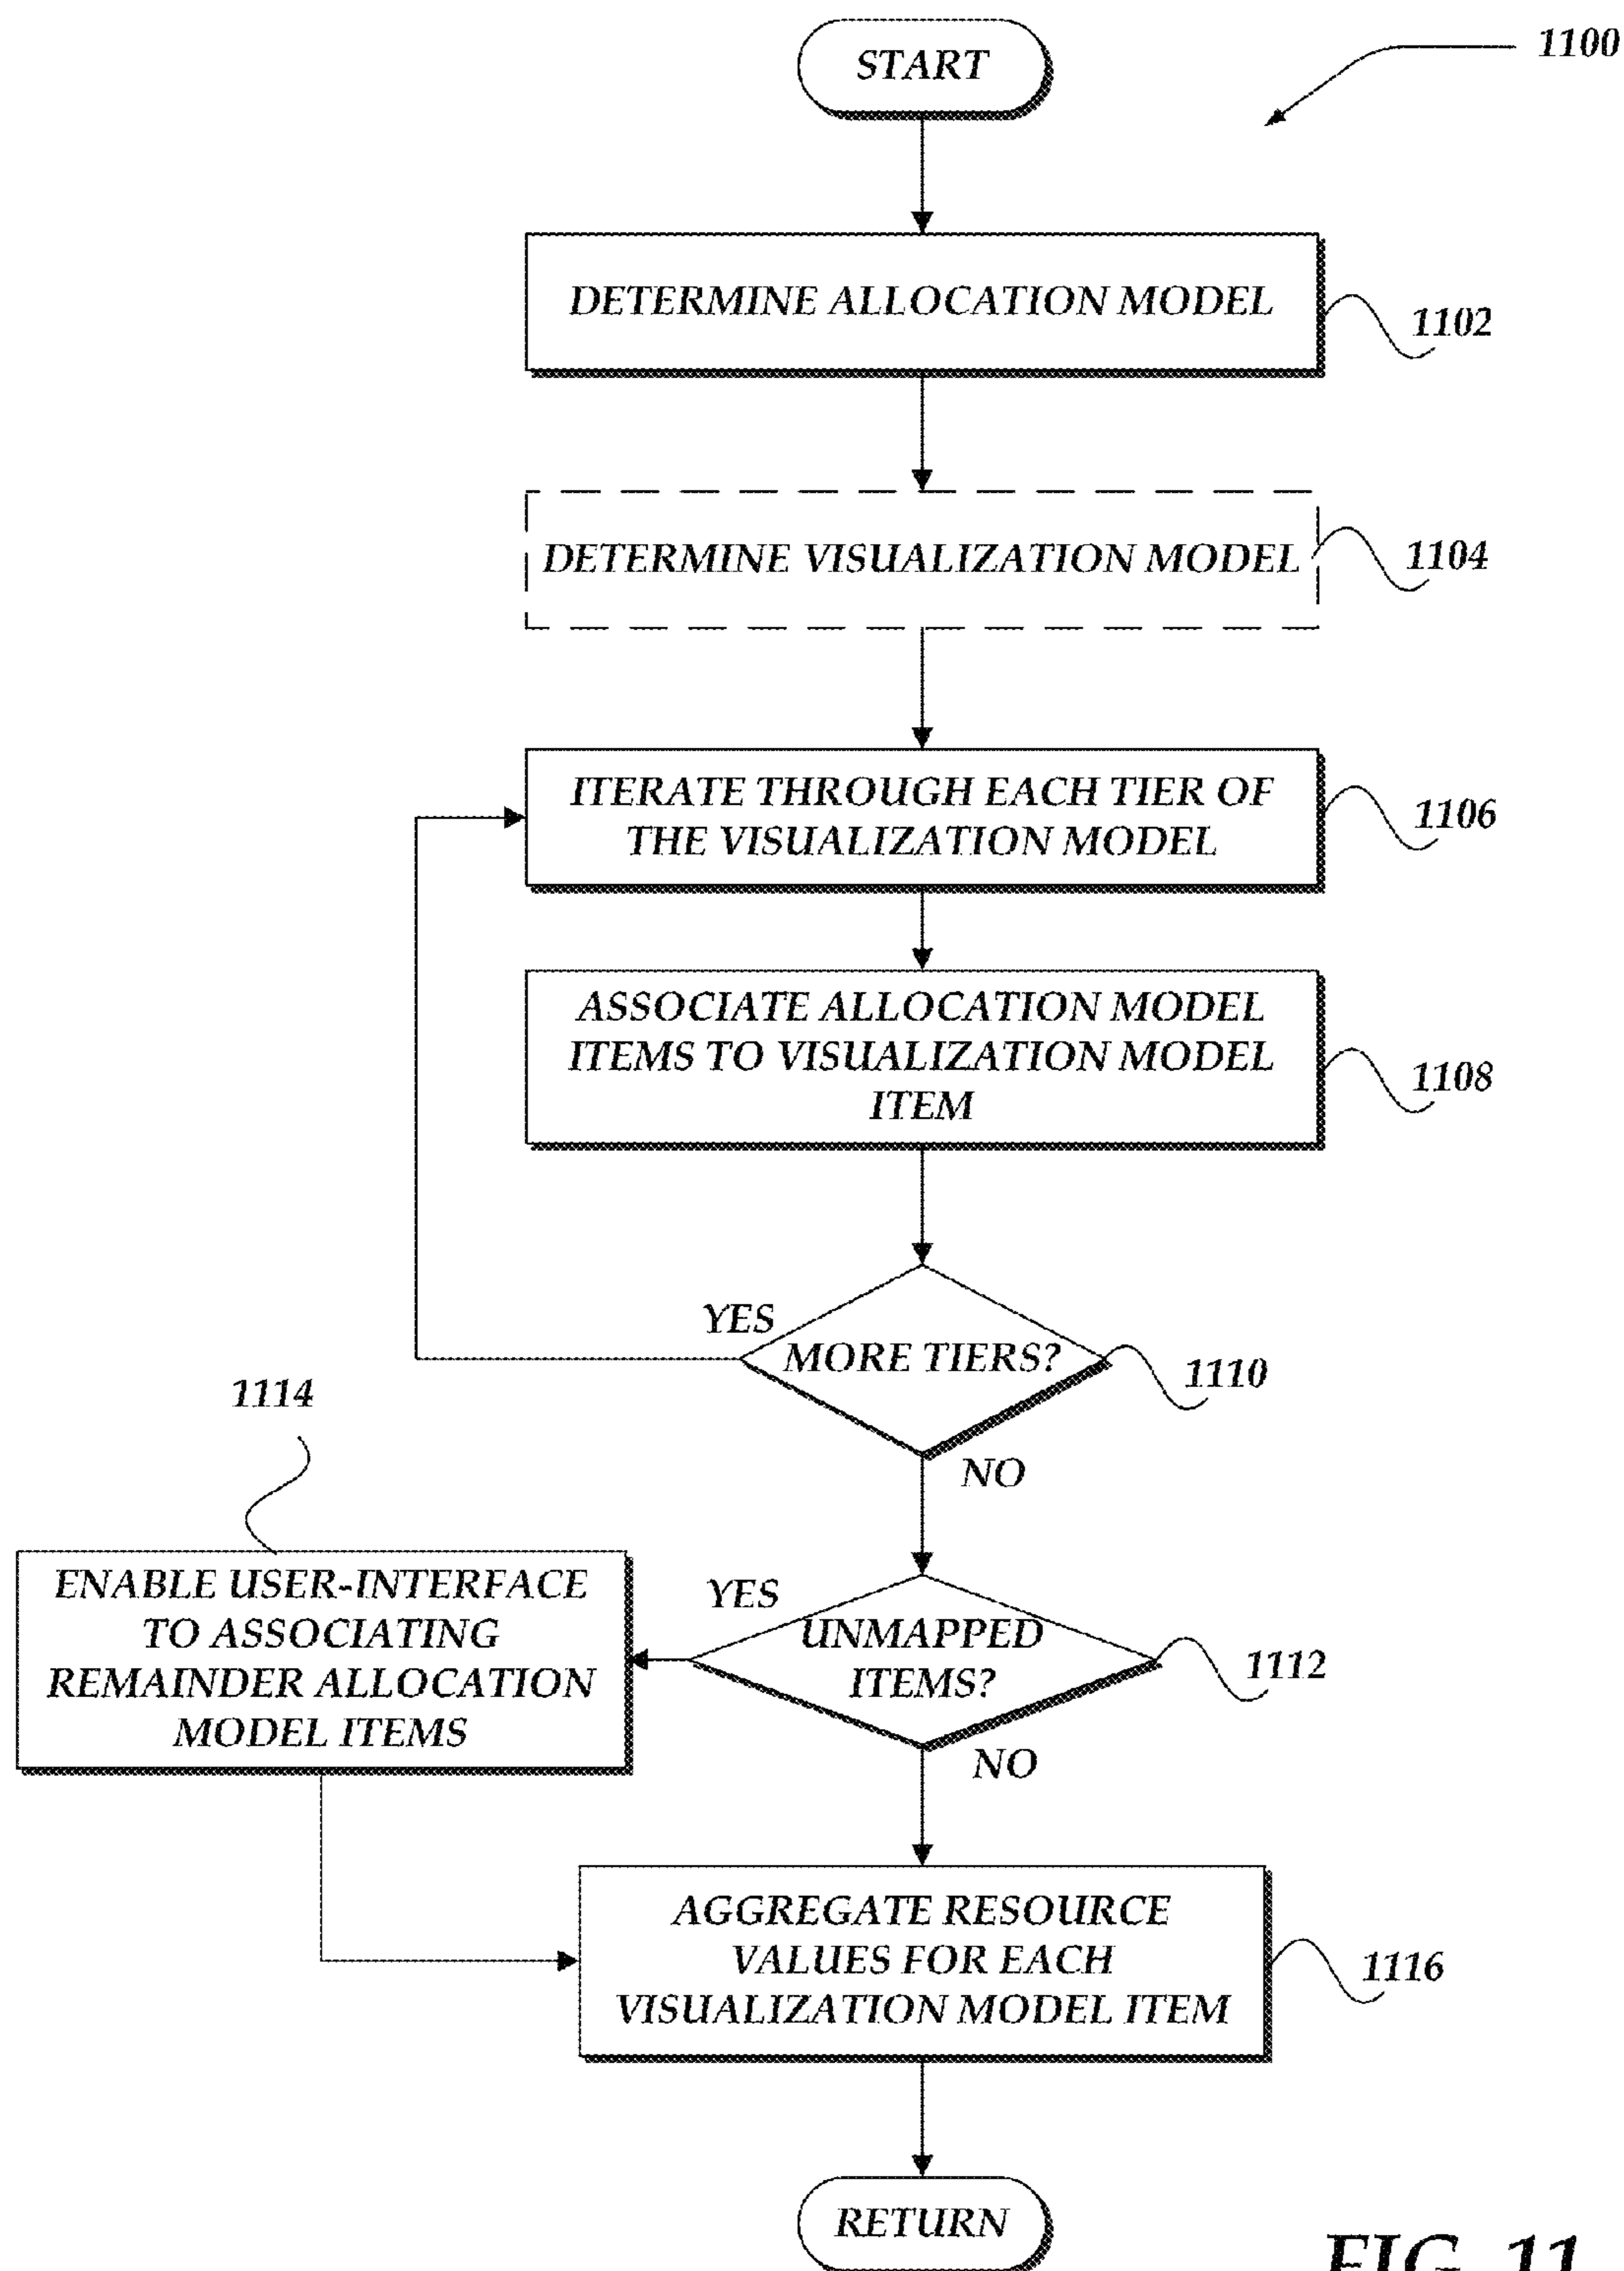 START
1100
DETERMINE ALLOCATION MODEL
1102
DETERMINE VISUALIZATION MODEL
1104
ITERATE THROUGH EACH TIER OF
THE VISUALIZATION MODEL
1106
ASSOCIATE ALLOCATION MODEL
ITEMS TO VISUALIZATION MODEL
ITEM
1108
YES
MORE TIERS?
1110
NO
1114
ENABLE USER-INTERFACE
TO ASSOCIATING
REMAINDER ALLOCATION
MODEL ITEMS
YES
UNMAPPED
ITEMS?
1112
NO
AGGREGATE RESOURCE
VALUES FOR EACH
VISUALIZATION MODEL ITEM
1116
RETURN
FIG. 11